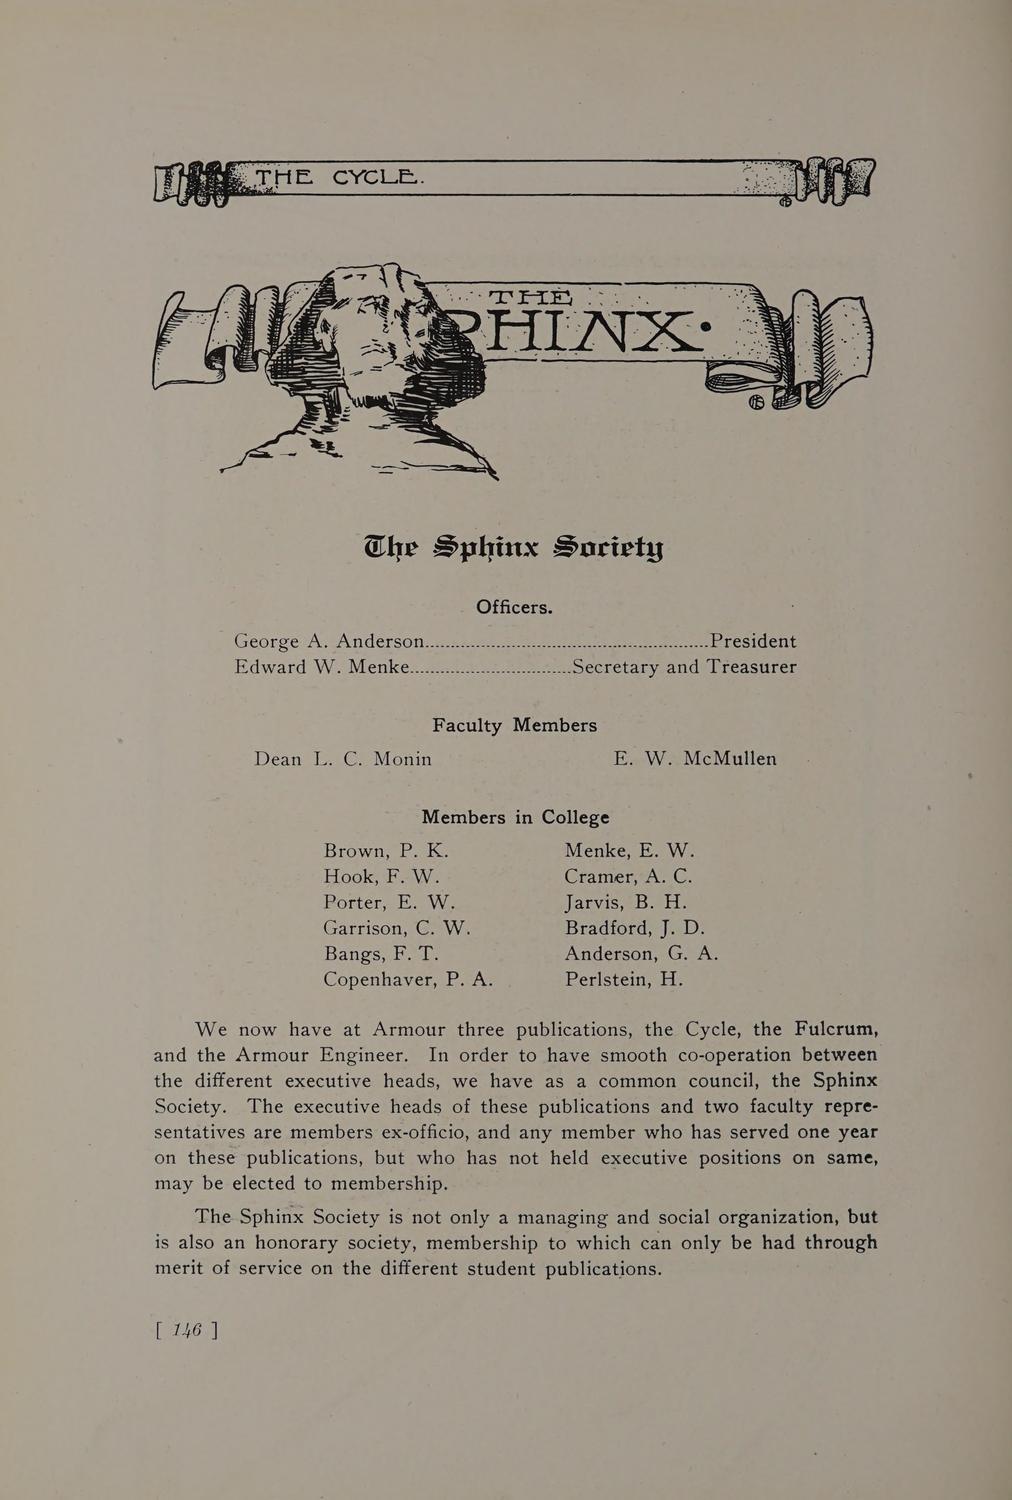 THE CYCLE.
THE
SPHINX.
The Sphinx Society
Officers.
George A. Anderson President
Edward W. Menke Secretary and Treasurer
Faculty Members
Dean L. C. Monin E. W. McMullen
Members in College
Brown, P. K. Menke, E. W.
Hook, F. W. Cramer, A. C.
Porter, E. W. Jarvis, B. H.
Garrison, C. W. Bradford, J. D.
Bangs, F. T. Anderson, G. A.
Copenhaver, P. A. Perlstein, H.
We now have at Armour three publications, the Cycle, the Fulcrum,
and the Armour Engineer. In order to have smooth co-operation between
the different executive heads, we have as a common council, the Sphinx
Society. The executive heads of these publications and two faculty repre-
sentatives are members ex-officio, and any member who has served one year
on these publications, but who has not held executive positions on same,
may be elected to membership.
The Sphinx Society is not only a managing and social organization, but
is also an honorary society, membership to which can only be had through
merit of service on the different student publications.
[ 146 ]